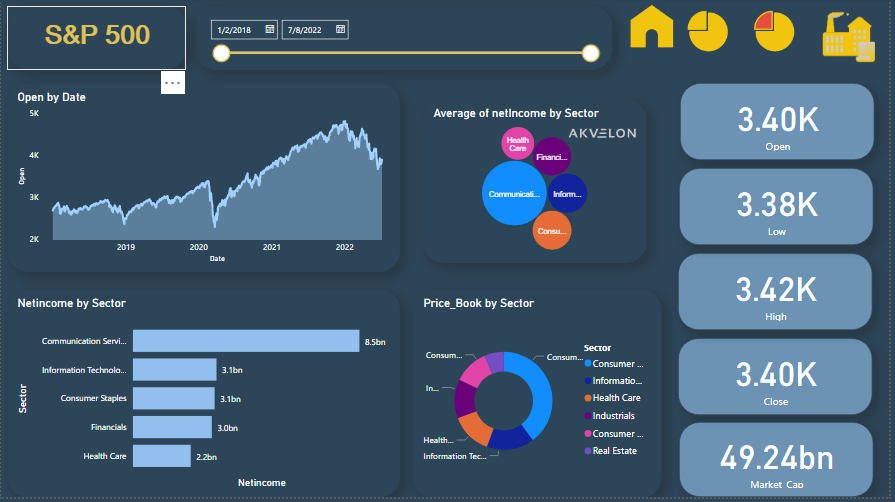 S&P 500
1/2/2018
7/8/2022
Open by Date
5K
4K
3K
2K
Open
2019
2020
2021
2022
Date
Average of netIncome by Sector
AKVELON
Health
Care
Financi...
Communicati...
Inform...
Consu...
3.40K
Open
3.38K
Low
3.42K
High
3.40K
Close
49.24bn
Market_Cap
Netincome by Sector
Sector
Communication Servi... 8.5bn
Information Technolo... 3.1bn
Consumer Staples 3.1bn
Financials 3.0bn
Health Care 2.2bn
Netincome
Price_Book by Sector
Consum...
Consum...
In...
Health...
Information Tec...
Sector
Consumer ...
Informatio...
Health Care
Industrials
Consumer ...
Real Estate